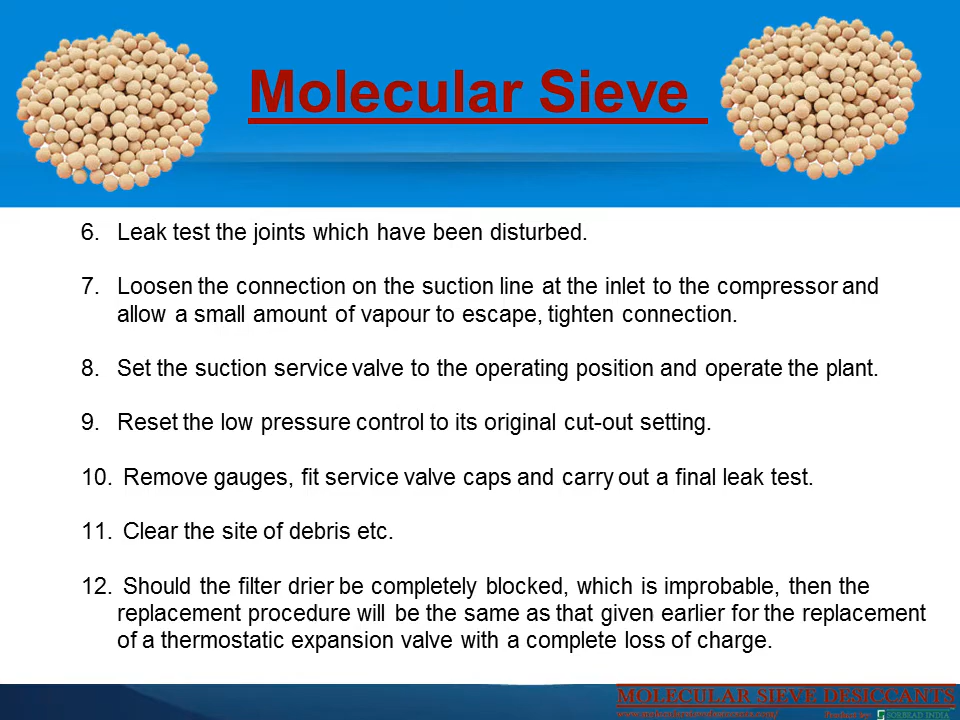 Molecular Sieve
6. Leak test the joints which have been disturbed.
7. Loosen the connection on the suction line at the inlet to the compressor and
allow a small amount of vapour to escape, tighten connection.
8. Set the suction service valve to the operating position and operate the plant.
9. Reset the low pressure control to its original cut-out setting.
10. Remove gauges, fit service valve caps and carry out a final leak test.
11. Clear the site of debris etc.
12. Should the filter drier be completely blocked, which is improbable, then the
replacement procedure will be the same as that given earlier for the replacement
of a thermostatic expansion valve with a complete loss of charge.
MOLECULAR SIEVE DESICCANTS
Product by: SORBEAD INDIA